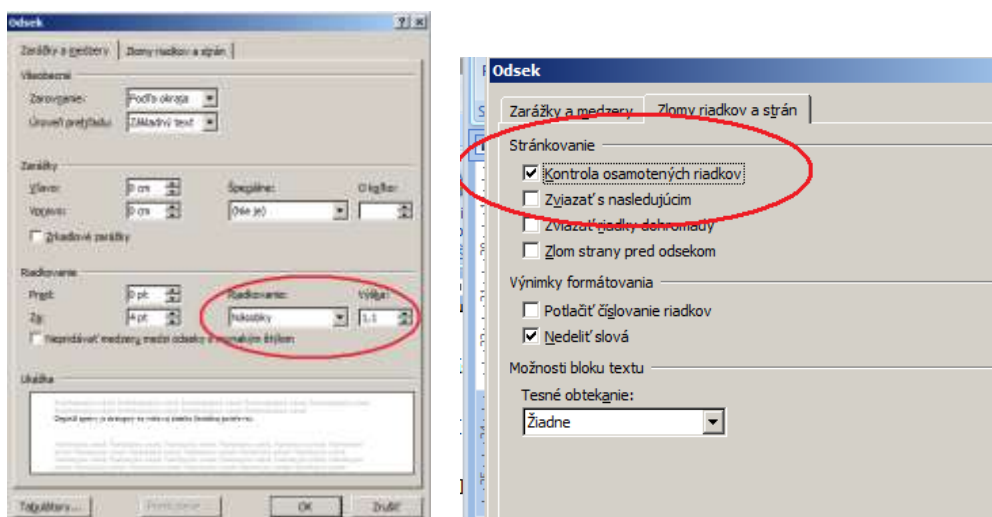 Odsek
Zarážky a medzery Zlomy riadkov a strán
Všeobecné
Zarovnanie: Podľa okraja
Úroveň prehľadu: Základný text
Zarážky
Vľavo: 0 cm Špeciálne: O koľko:
Vpravo: 0 cm (Nie je)
Zrkadlové zarážky
Riadkovanie
Pred: 0 pt Riadkovanie: Výška:
Za: 4 pt Násobky 1,1
Nepridávať medzery medzi odseky s rovnakým štýlom
Ukážka
Tabulátory... OK Zrušiť
Odsek
Zarážky a medzery Zlomy riadkov a strán
Stránkovanie
Kontrola osamotených riadkov
Zviazať s nasledujúcim
Zviazať riadky dohromady
Zlom strany pred odsekom
Výnimky formátovania
Potlačiť číslovanie riadkov
Nedeliť slová
Možnosti bloku textu
Tesné obtekanie:
Žiadne